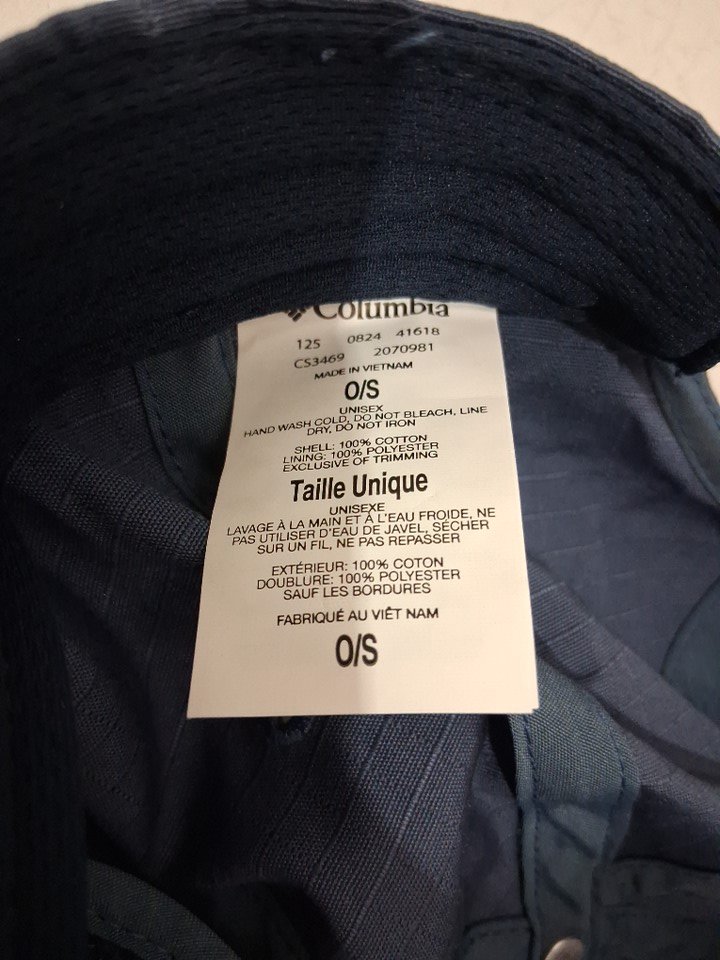 Columbia
125 0824 41618
CS3469 2070981
MADE IN VIETNAM
O/S
UNISEX
HAND WASH COLD, DO NOT BLEACH, LINE
DRY, DO NOT IRON
SHELL: 100% COTTON
LINING: 100% POLYESTER
EXCLUSIVE OF TRIMMING
Taille Unique
UNISEXE
LAVAGE À LA MAIN ET À L'EAU FROIDE, NE
PAS UTILISER D'EAU DE JAVEL, SÉCHER
SUR UN FIL, NE PAS REPASSER
EXTÉRIEUR: 100% COTON
DOUBLURE: 100% POLYESTER
SAUF LES BORDURES
FABRIQUÉ AU VIÊT NAM
O/S